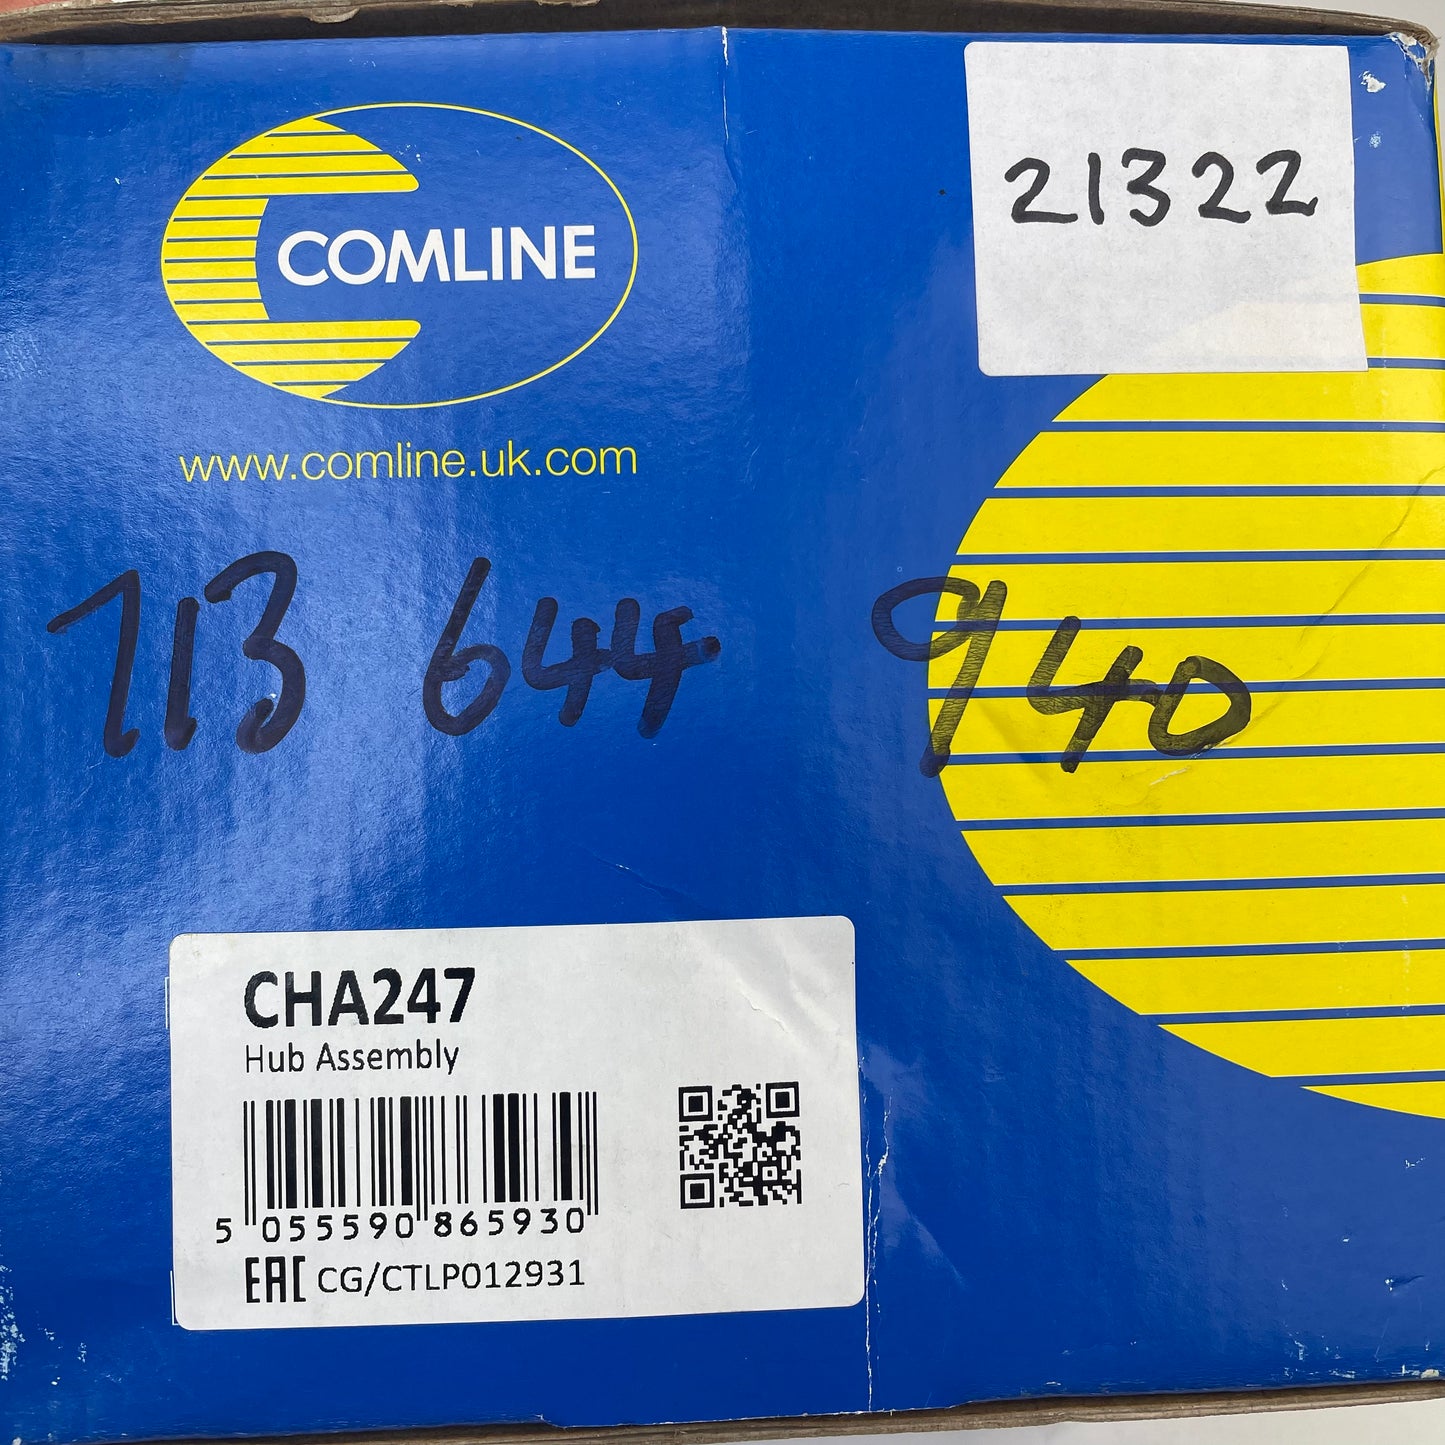 COMLINE
21322
www.comline.uk.com
713 644 940
CHA247
Hub Assembly
5 055590 865930
EAC CG/CTLP012931